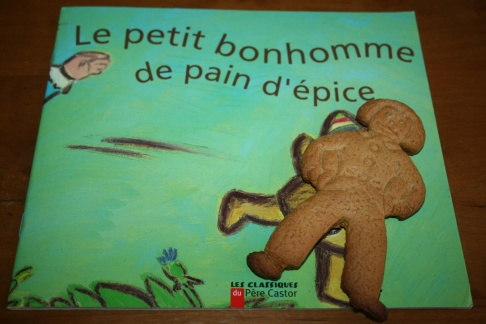 Le petit bonhomme
de pain d'épice
LES CLASSIQUES
du Père Castor